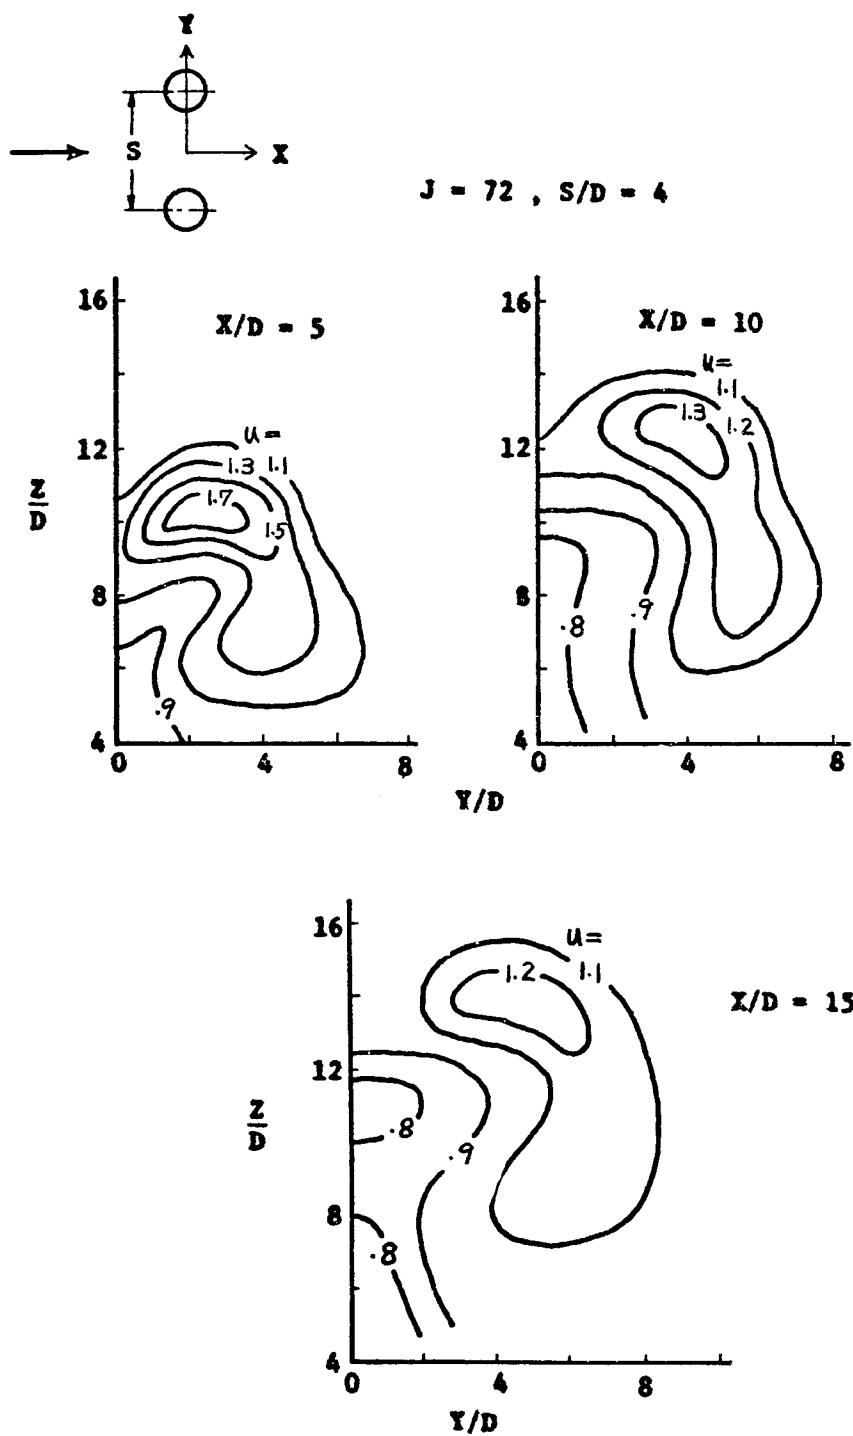 Y
S
X
J = 72 , S/D = 4
X/D = 5
16
12
8
4
Z
D
u=
1.3 1.1
1.7
1.5
.9
0 4 8
X/D = 10
16
12
8
4
u=
1.1
1.3 1.2
.9
.8
0 4 8
Y/D
X/D = 15
16
12
8
4
Z
D
u=
1.2 1.1
.8
.9
.8
0 4 8
Y/D